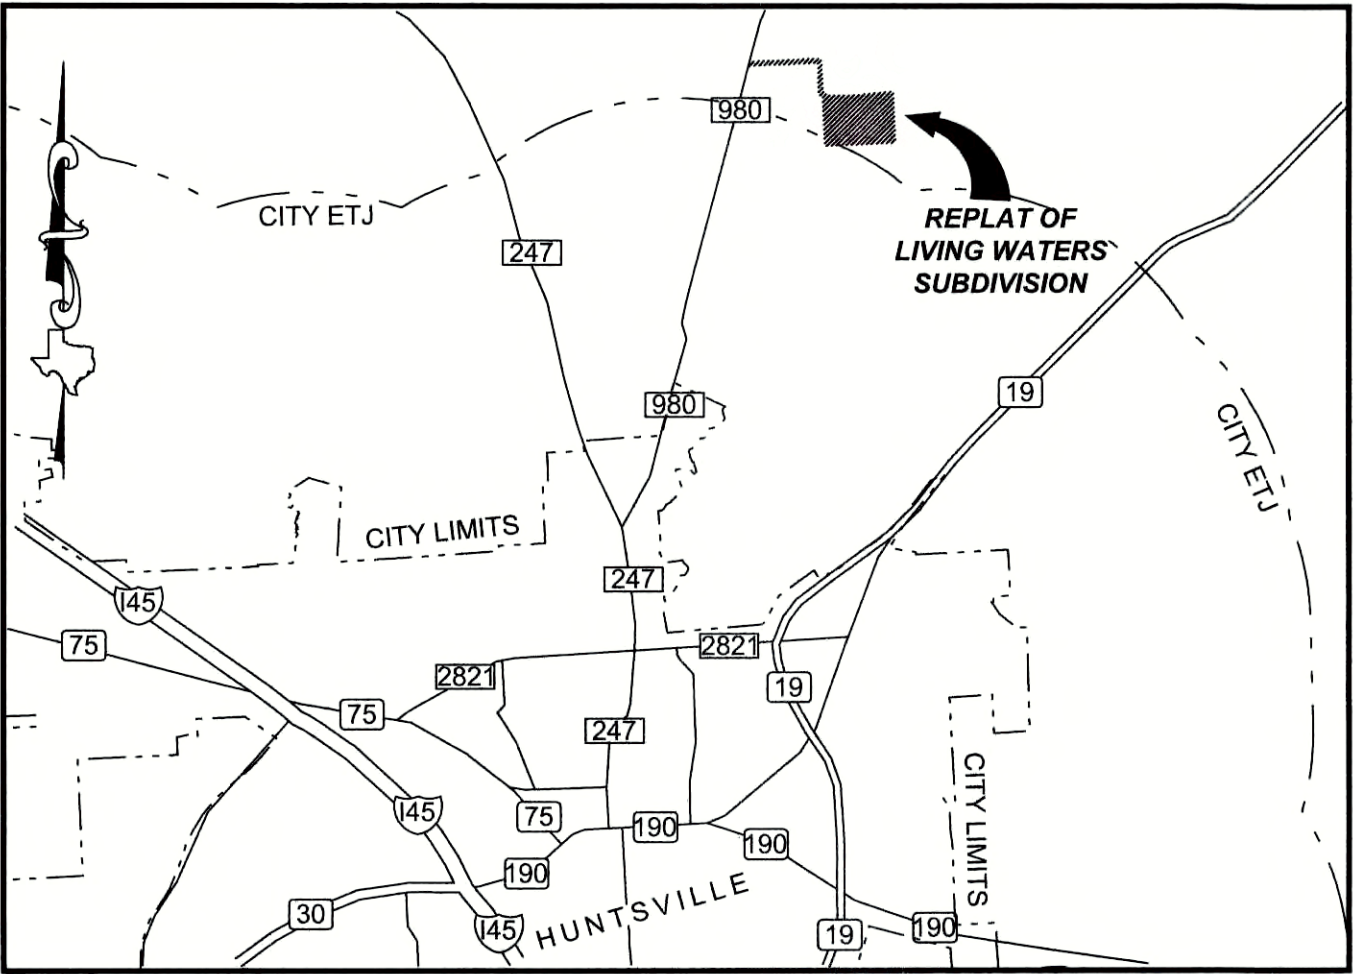 980
CITY ETJ
247
REPLAT OF
LIVING WATERS
SUBDIVISION
19
980
CITY ETJ
CITY LIMITS
247
I45
75
2821
2821
19
75
247
CITY LIMITS
I45
75
190
190
190
HUNTSVILLE
30
I45
19
190